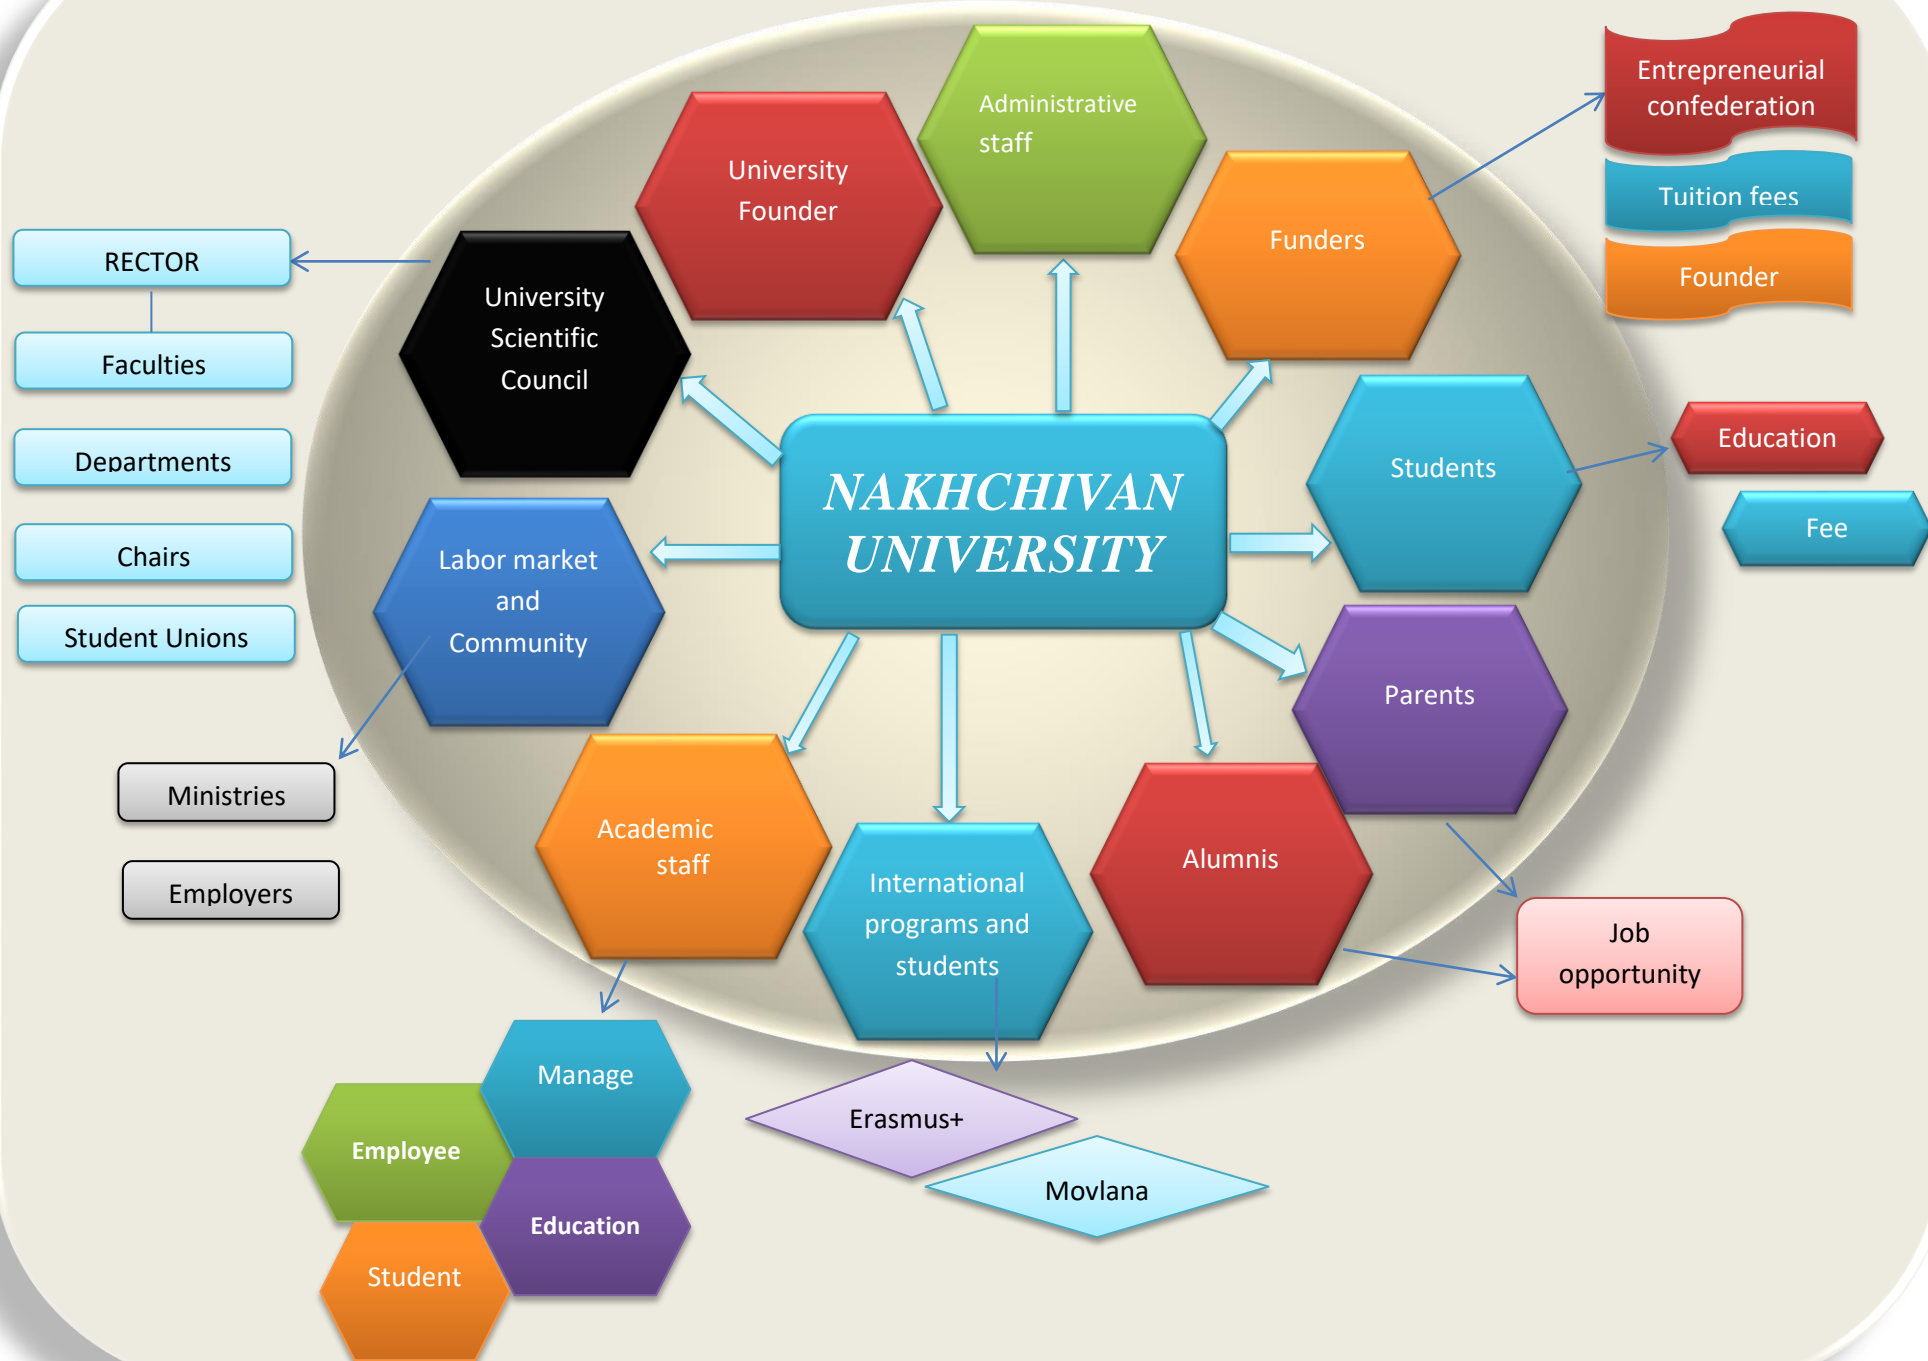 Entrepreneurial
confederation
Tuition fees
Founder
Administrative
staff
University
Founder
Funders
University
Scientific
Council
RECTOR
Faculties
Departments
Chairs
Student Unions
NAKHCHIVAN
UNIVERSITY
Students
Education
Fee
Labor market
and
Community
Parents
Ministries
Employers
Academic
staff
International
programs and
students
Alumnis
Job
opportunity
Manage
Employee
Education
Student
Erasmus+
Movlana